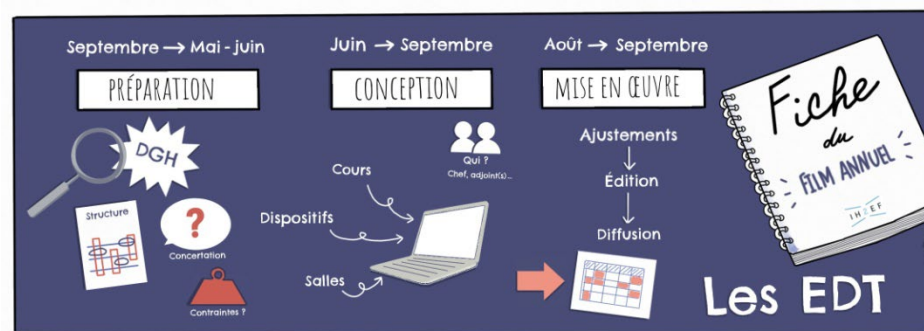 Septembre → Mai - juin
PRÉPARATION
DGH
Structure
?
Concertation
Contraintes ?
Juin → Septembre
CONCEPTION
Qui ?
Chef, adjoint(s)...
Cours
Dispositifs
Salles
Août → Septembre
MISE EN ŒUVRE
Ajustements
Édition
Diffusion
Fiche
du
FILM ANNUEL
IH2EF
Les EDT